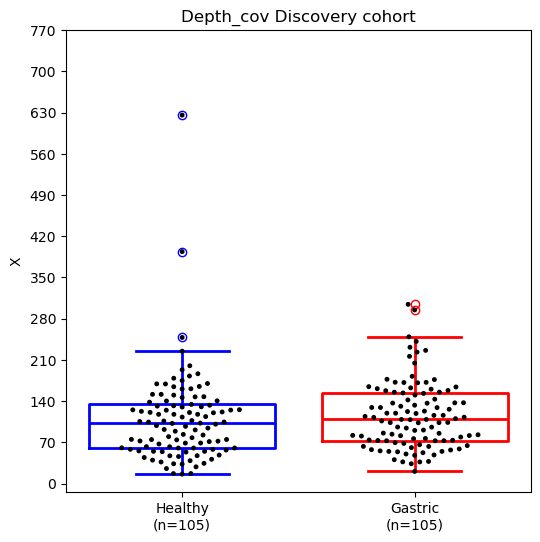 Depth_cov Discovery cohort
770
700
630
560
490
420
350
280
210
140
70
0
X
Healthy
(n=105)
Gastric
(n=105)